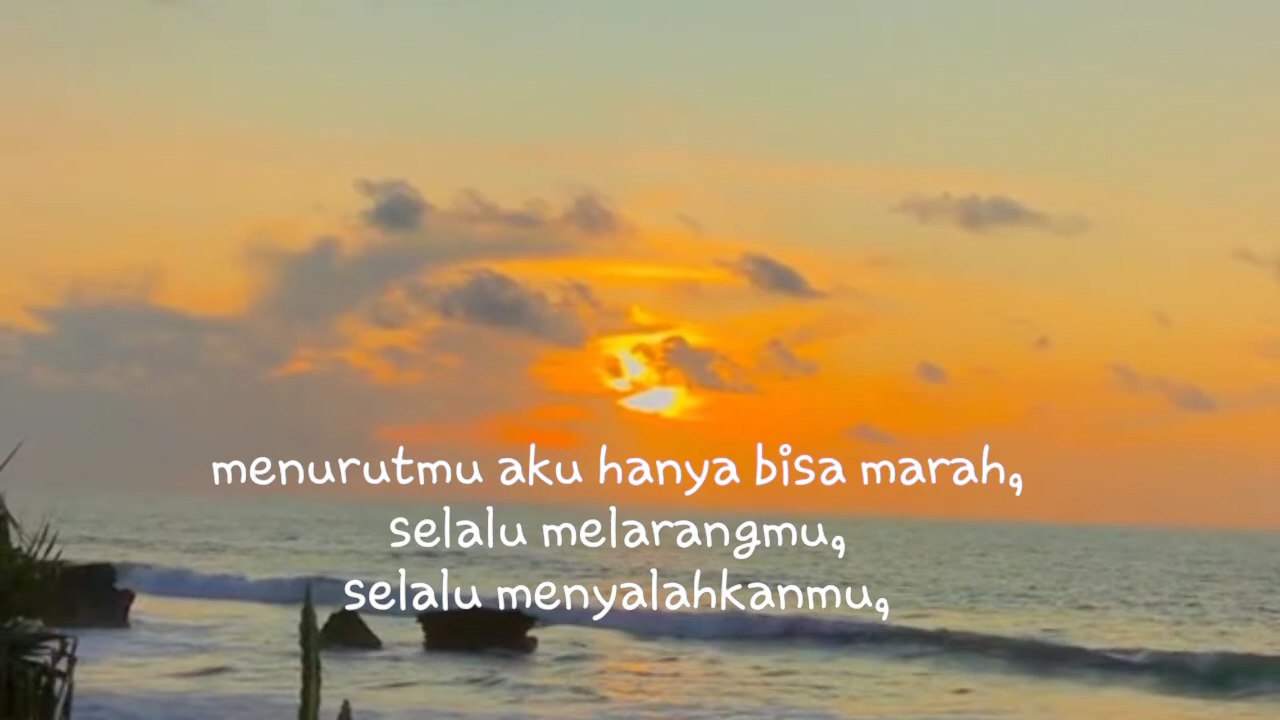 menurutmu aku hanya bisa marah,
selalu melarangmu,
selalu menyalahkanmu,